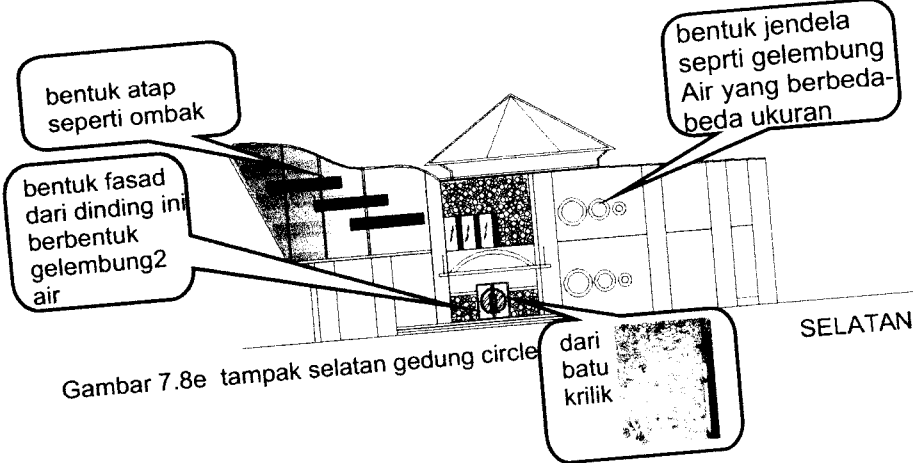 bentuk jendela
seprti gelembung
Air yang berbeda-
beda ukuran
bentuk atap
seperti ombak
bentuk fasad
dari dinding ini
berbentuk
gelembung2
air
dari
batu
krilik
SELATAN
Gambar 7.8e tampak selatan gedung circle